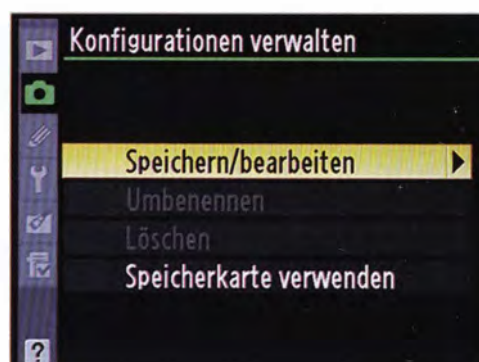 Konfigurationen verwalten
Speichern/bearbeiten
Umbenennen
Löschen
Speicherkarte verwenden
?